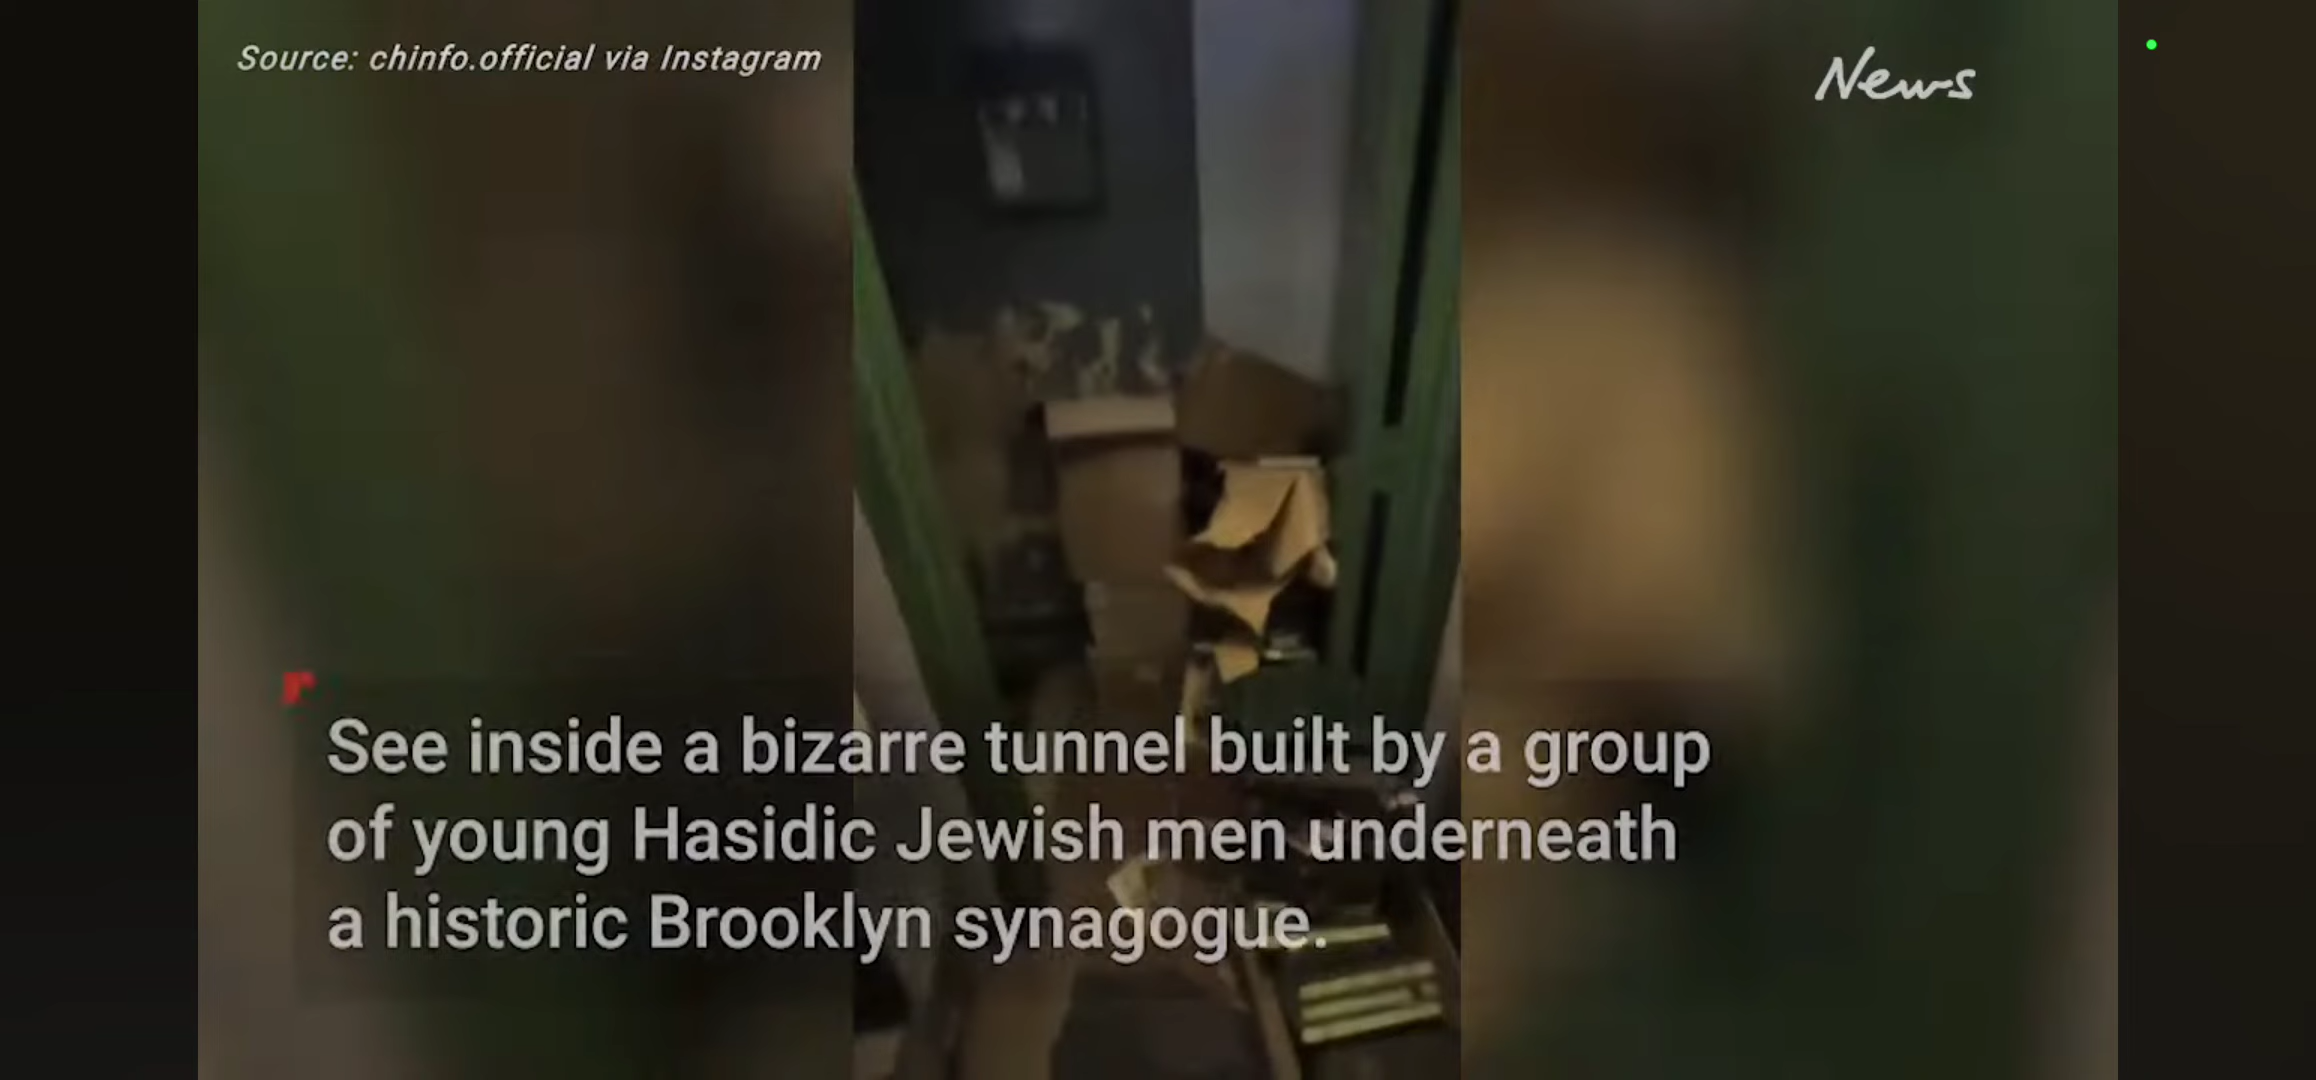 Source: chinfo.official via Instagram
News
r
See inside a bizarre tunnel built by a group
of young Hasidic Jewish men underneath
a historic Brooklyn synagogue.